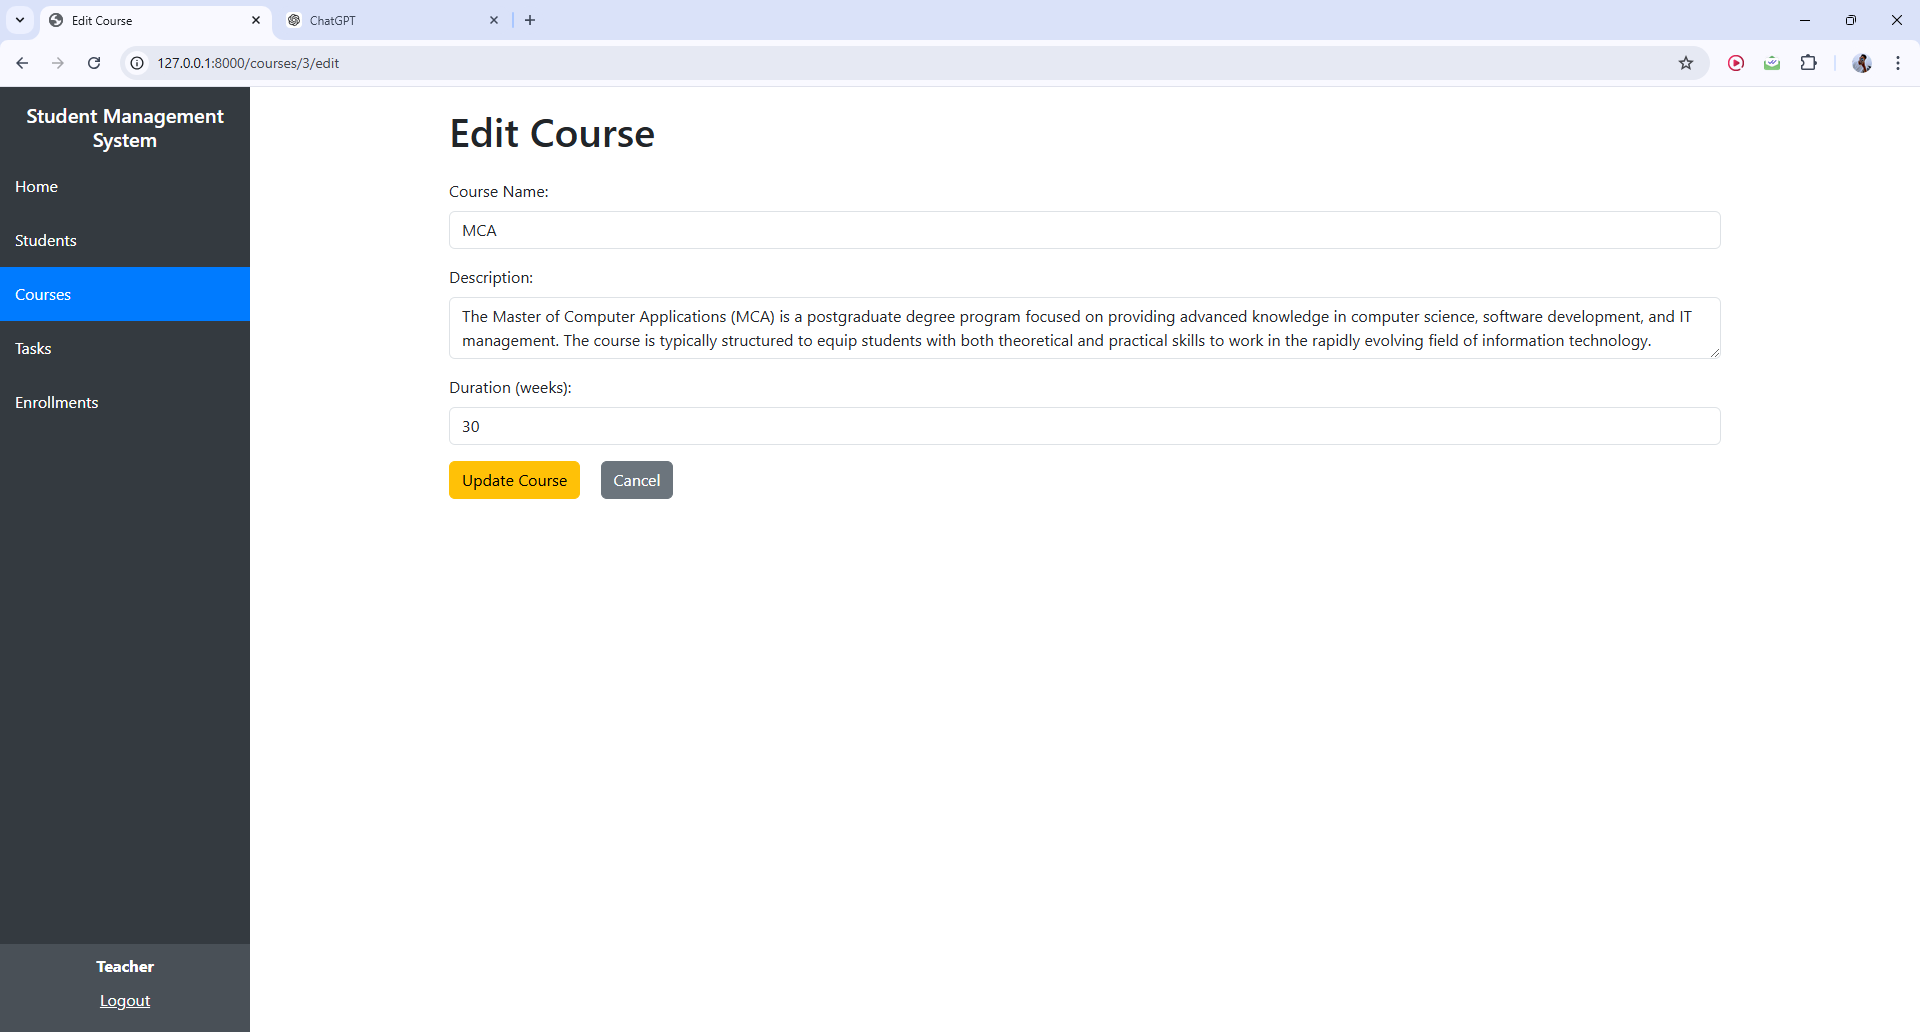 Edit Course
ChatGPT
127.0.0.1:8000/courses/3/edit
Student Management
System
Home
Students
Courses
Tasks
Enrollments
Teacher
Logout
Edit Course
Course Name:
MCA
Description:
The Master of Computer Applications (MCA) is a postgraduate degree program focused on providing advanced knowledge in computer science, software development, and IT
management. The course is typically structured to equip students with both theoretical and practical skills to work in the rapidly evolving field of information technology.
Duration (weeks):
30
Update Course
Cancel